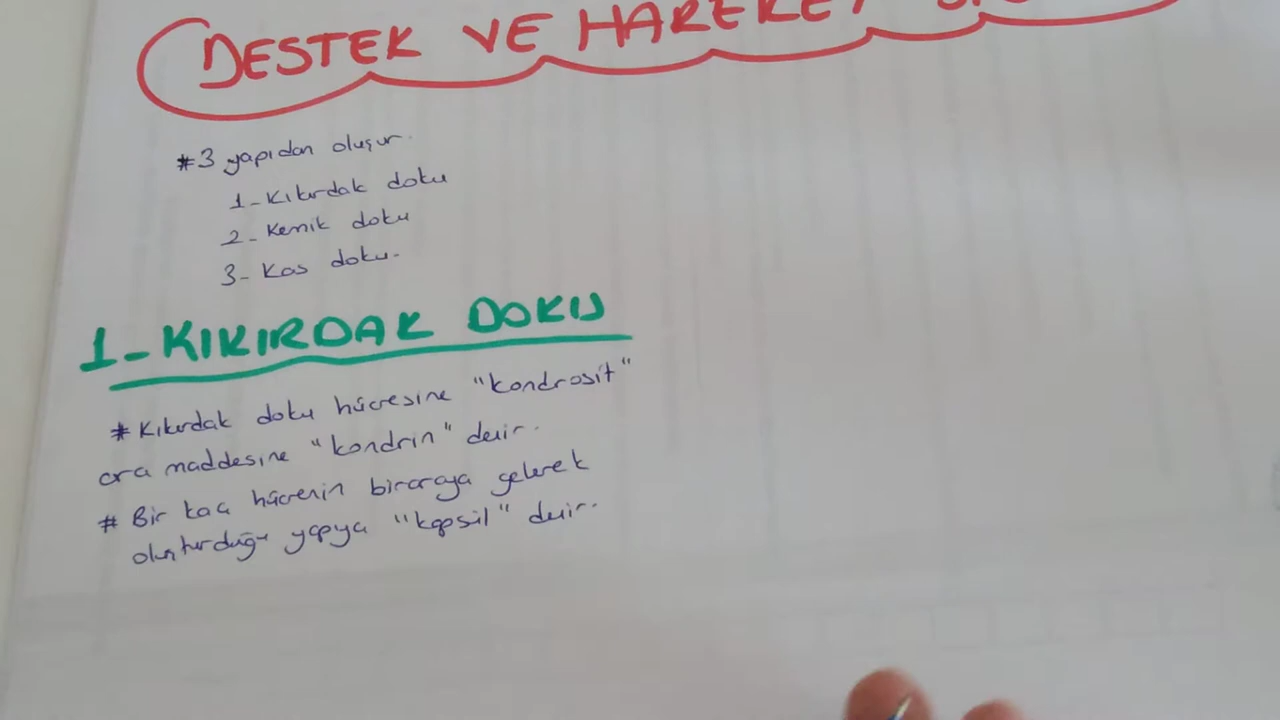 DESTEK VE HAREKET
#3 yapıdan oluşur.
1-Kıkırdak doku
2-Kemik doku
3-Kas doku.
1-KIKIRDAK DOKU
#Kıkırdak doku hücresine "kondrosit"
ara maddesine "kondrin" denir.
# Bir kaç hücrenin biraraya gelerek
oluşturduğu yapıya "kapsül" denir.